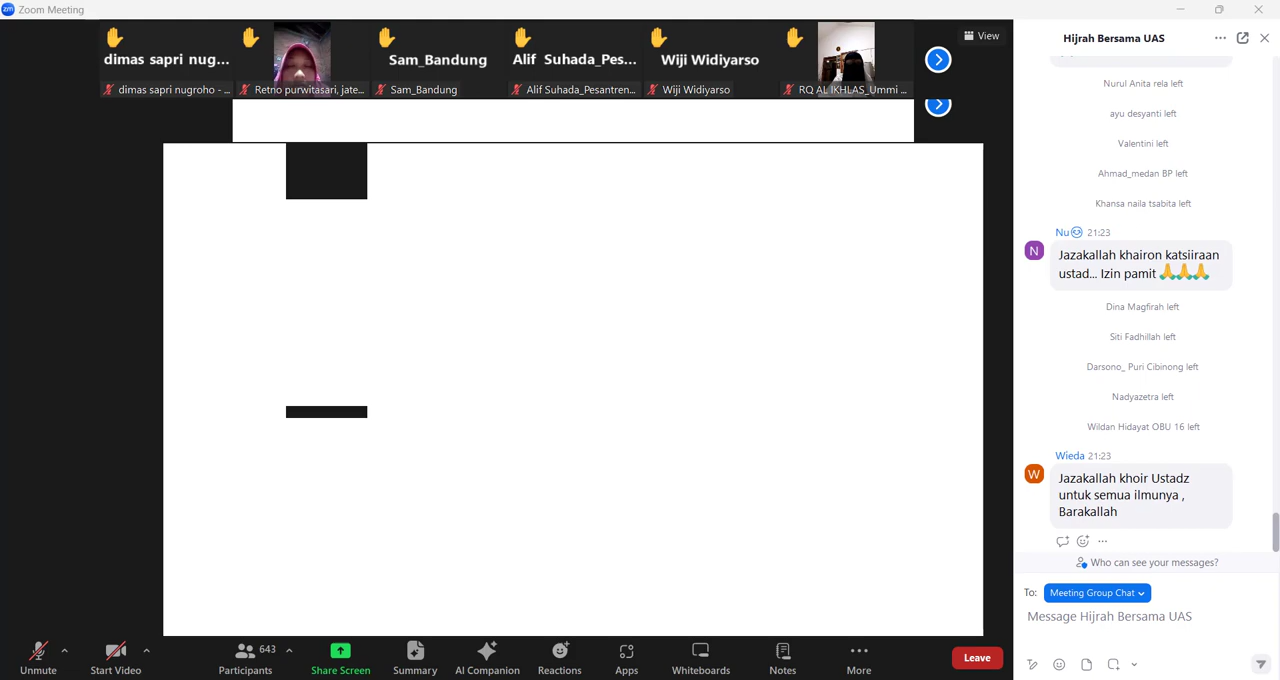 zm Zoom Meeting
dimas sapri nug...
Sam_Bandung
Alif Suhada_Pes...
Wiji Widiyarso
View
dimas sapri nugroho - ...
Retno purwitasari, jate...
Sam_Bandung
Alif Suhada_Pesantren...
Wiji Widiyarso
RQ AL IKHLAS_Ummi ...
Hijrah Bersama UAS
Nurul Anita rela left
ayu desyanti left
Valentini left
Ahmad_medan BP left
Khansa naila tsabita left
Nu😊 21:23
N
Jazakallah khairon katsiiraan
ustad... Izin pamit 🙏🙏🙏
Dina Magfirah left
Siti Fadhillah left
Darsono_ Puri Cibinong left
Nadyazetra left
Wildan Hidayat OBU 16 left
Wieda 21:23
W
Jazakallah khoir Ustadz
untuk semua ilmunya ,
Barakallah
Who can see your messages?
To: Meeting Group Chat
Message Hijrah Bersama UAS
Unmute
Start Video
643
Participants
Share Screen
Summary
AI Companion
Reactions
Apps
Whiteboards
Notes
More
Leave